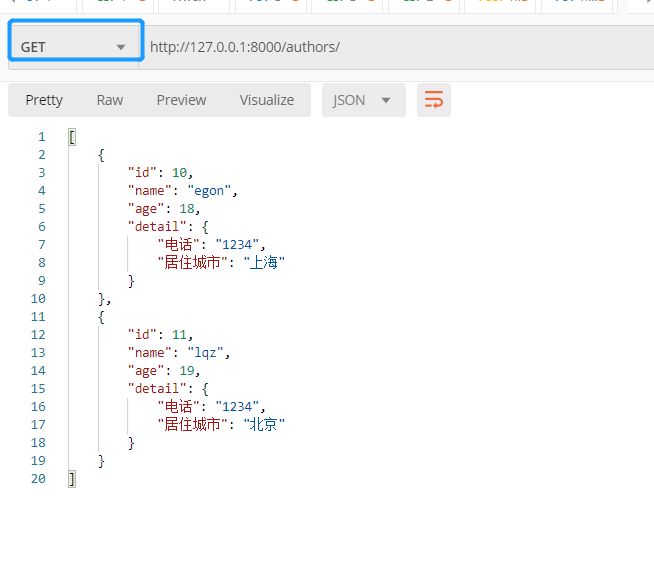 GET
http://127.0.0.1:8000/authors/
Pretty Raw Preview Visualize JSON
1 [
2 {
3 "id": 10,
4 "name": "egon",
5 "age": 18,
6 "detail": {
7 "电话": "1234",
8 "居住城市": "上海"
9 }
10 },
11 {
12 "id": 11,
13 "name": "lqz",
14 "age": 19,
15 "detail": {
16 "电话": "1234",
17 "居住城市": "北京"
18 }
19 }
20 ]